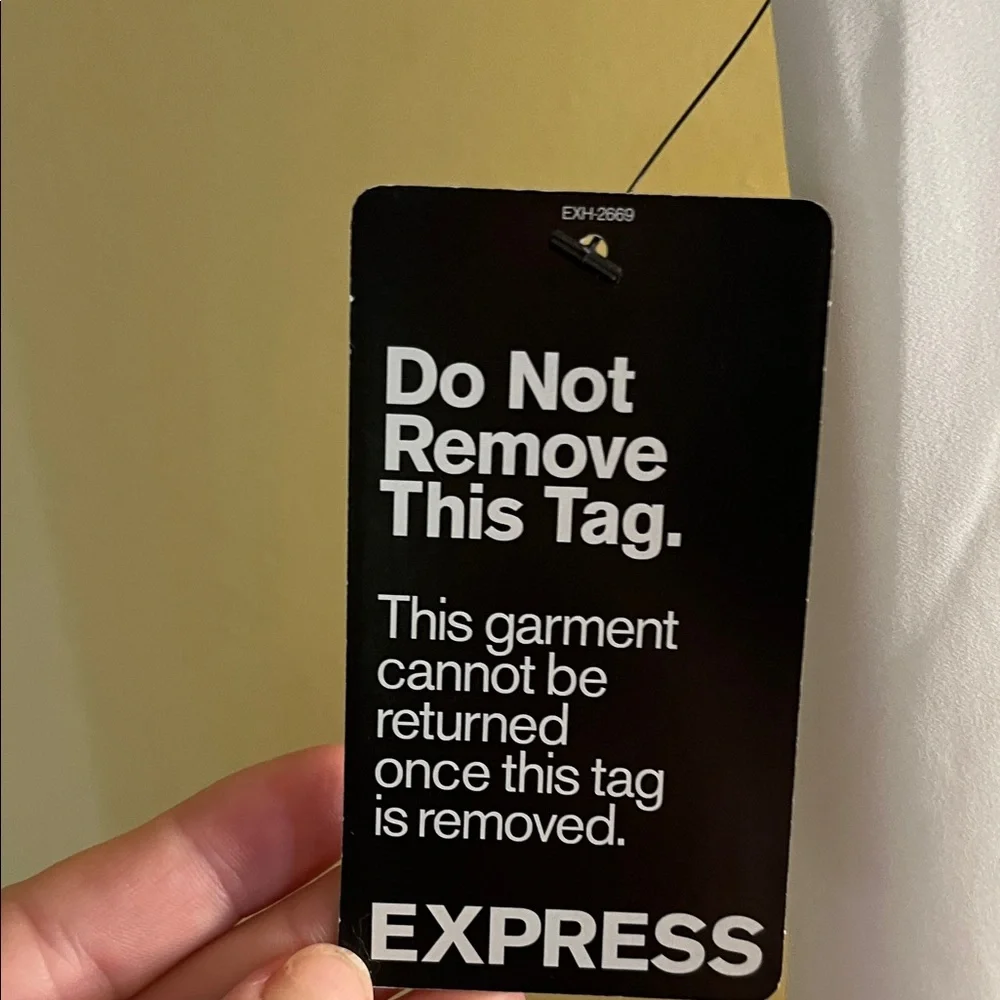 EXH-2669
Do Not
Remove
This Tag.
This garment
cannot be
returned
once this tag
is removed.
EXPRESS